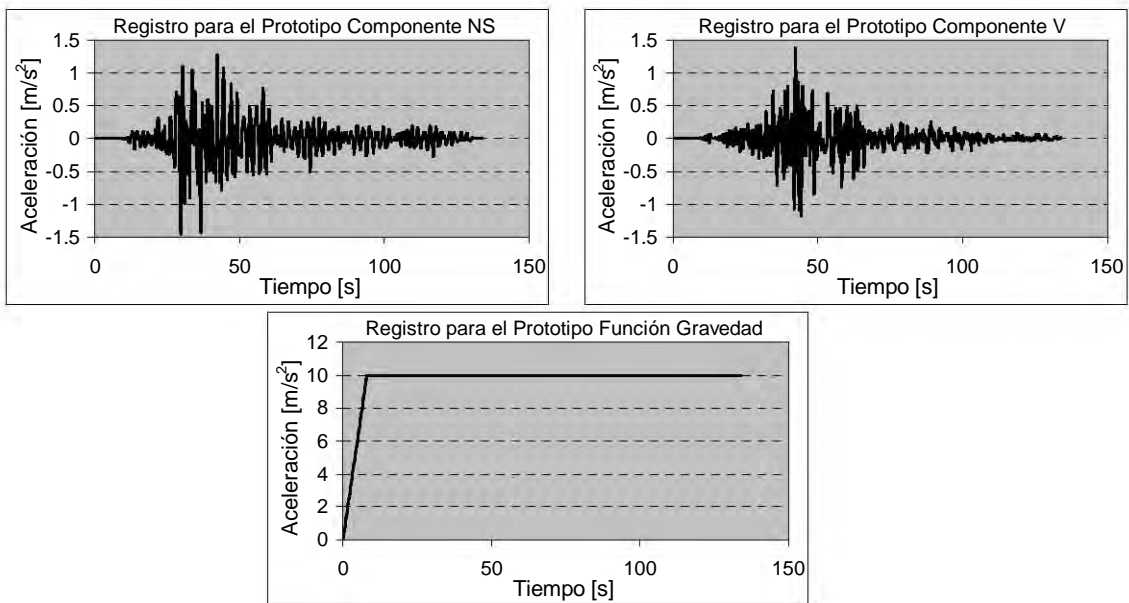 Registro para el Prototipo Componente NS
Aceleración [m/s²]
1.5
1
0.5
0
-0.5
-1
-1.5
0 50 100 150
Tiempo [s]
Registro para el Prototipo Componente V
Aceleración [m/s²]
1.5
1
0.5
0
-0.5
-1
-1.5
0 50 100 150
Tiempo [s]
Registro para el Prototipo Función Gravedad
Aceleración [m/s²]
12
10
8
6
4
2
0
0 50 100 150
Tiempo [s]